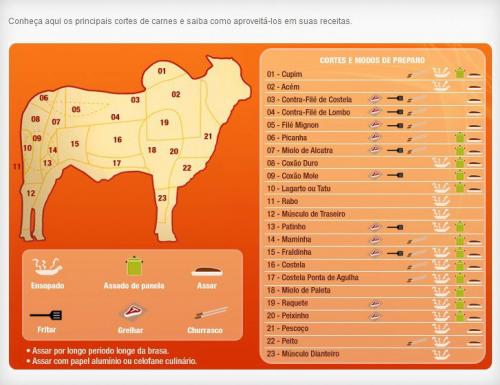 Conheça aqui os principais cortes de carnes e saiba como aproveitá-los em suas receitas.
CORTES E MODOS DE PREPARO
01 - Cupim
02 - Acém
03 - Contra-Filé de Costela
04 - Contra-Filé de Lombo
05 - Filé Mignon
06 - Picanha
07 - Miolo de Alcatra
08 - Coxão Duro
09 - Coxão Mole
10 - Lagarto ou Tatu
11 - Rabo
12 - Músculo de Traseiro
13 - Patinho
14 - Maminha
15 - Fraldinha
16 - Costela
17 - Costela Ponta de Agulha
18 - Miolo de Paleta
19 - Raquete
20 - Peixinho
21 - Pescoço
22 - Peito
23 - Músculo Dianteiro
01
02
03
04
05
06
07
08
09
10
11
12
13
14
15
16
17
18
19
20
21
22
12
23
Ensopado
Assado de panela
Assar
Fritar
Grelhar
Churrasco
• Assar por longo período longe da brasa.
• Assar com papel alumínio ou celofane culinário.